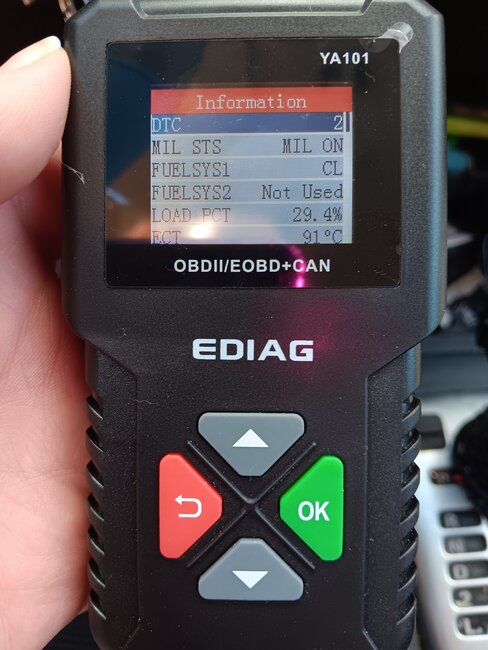 YA101
Information
DTC 2
MIL STS MIL ON
FUELSYS1 CL
FUELSYS2 Not Used
LOAD PCT 29.4%
ECT 91°C
OBDII/EOBD+CAN
EDIAG
OK